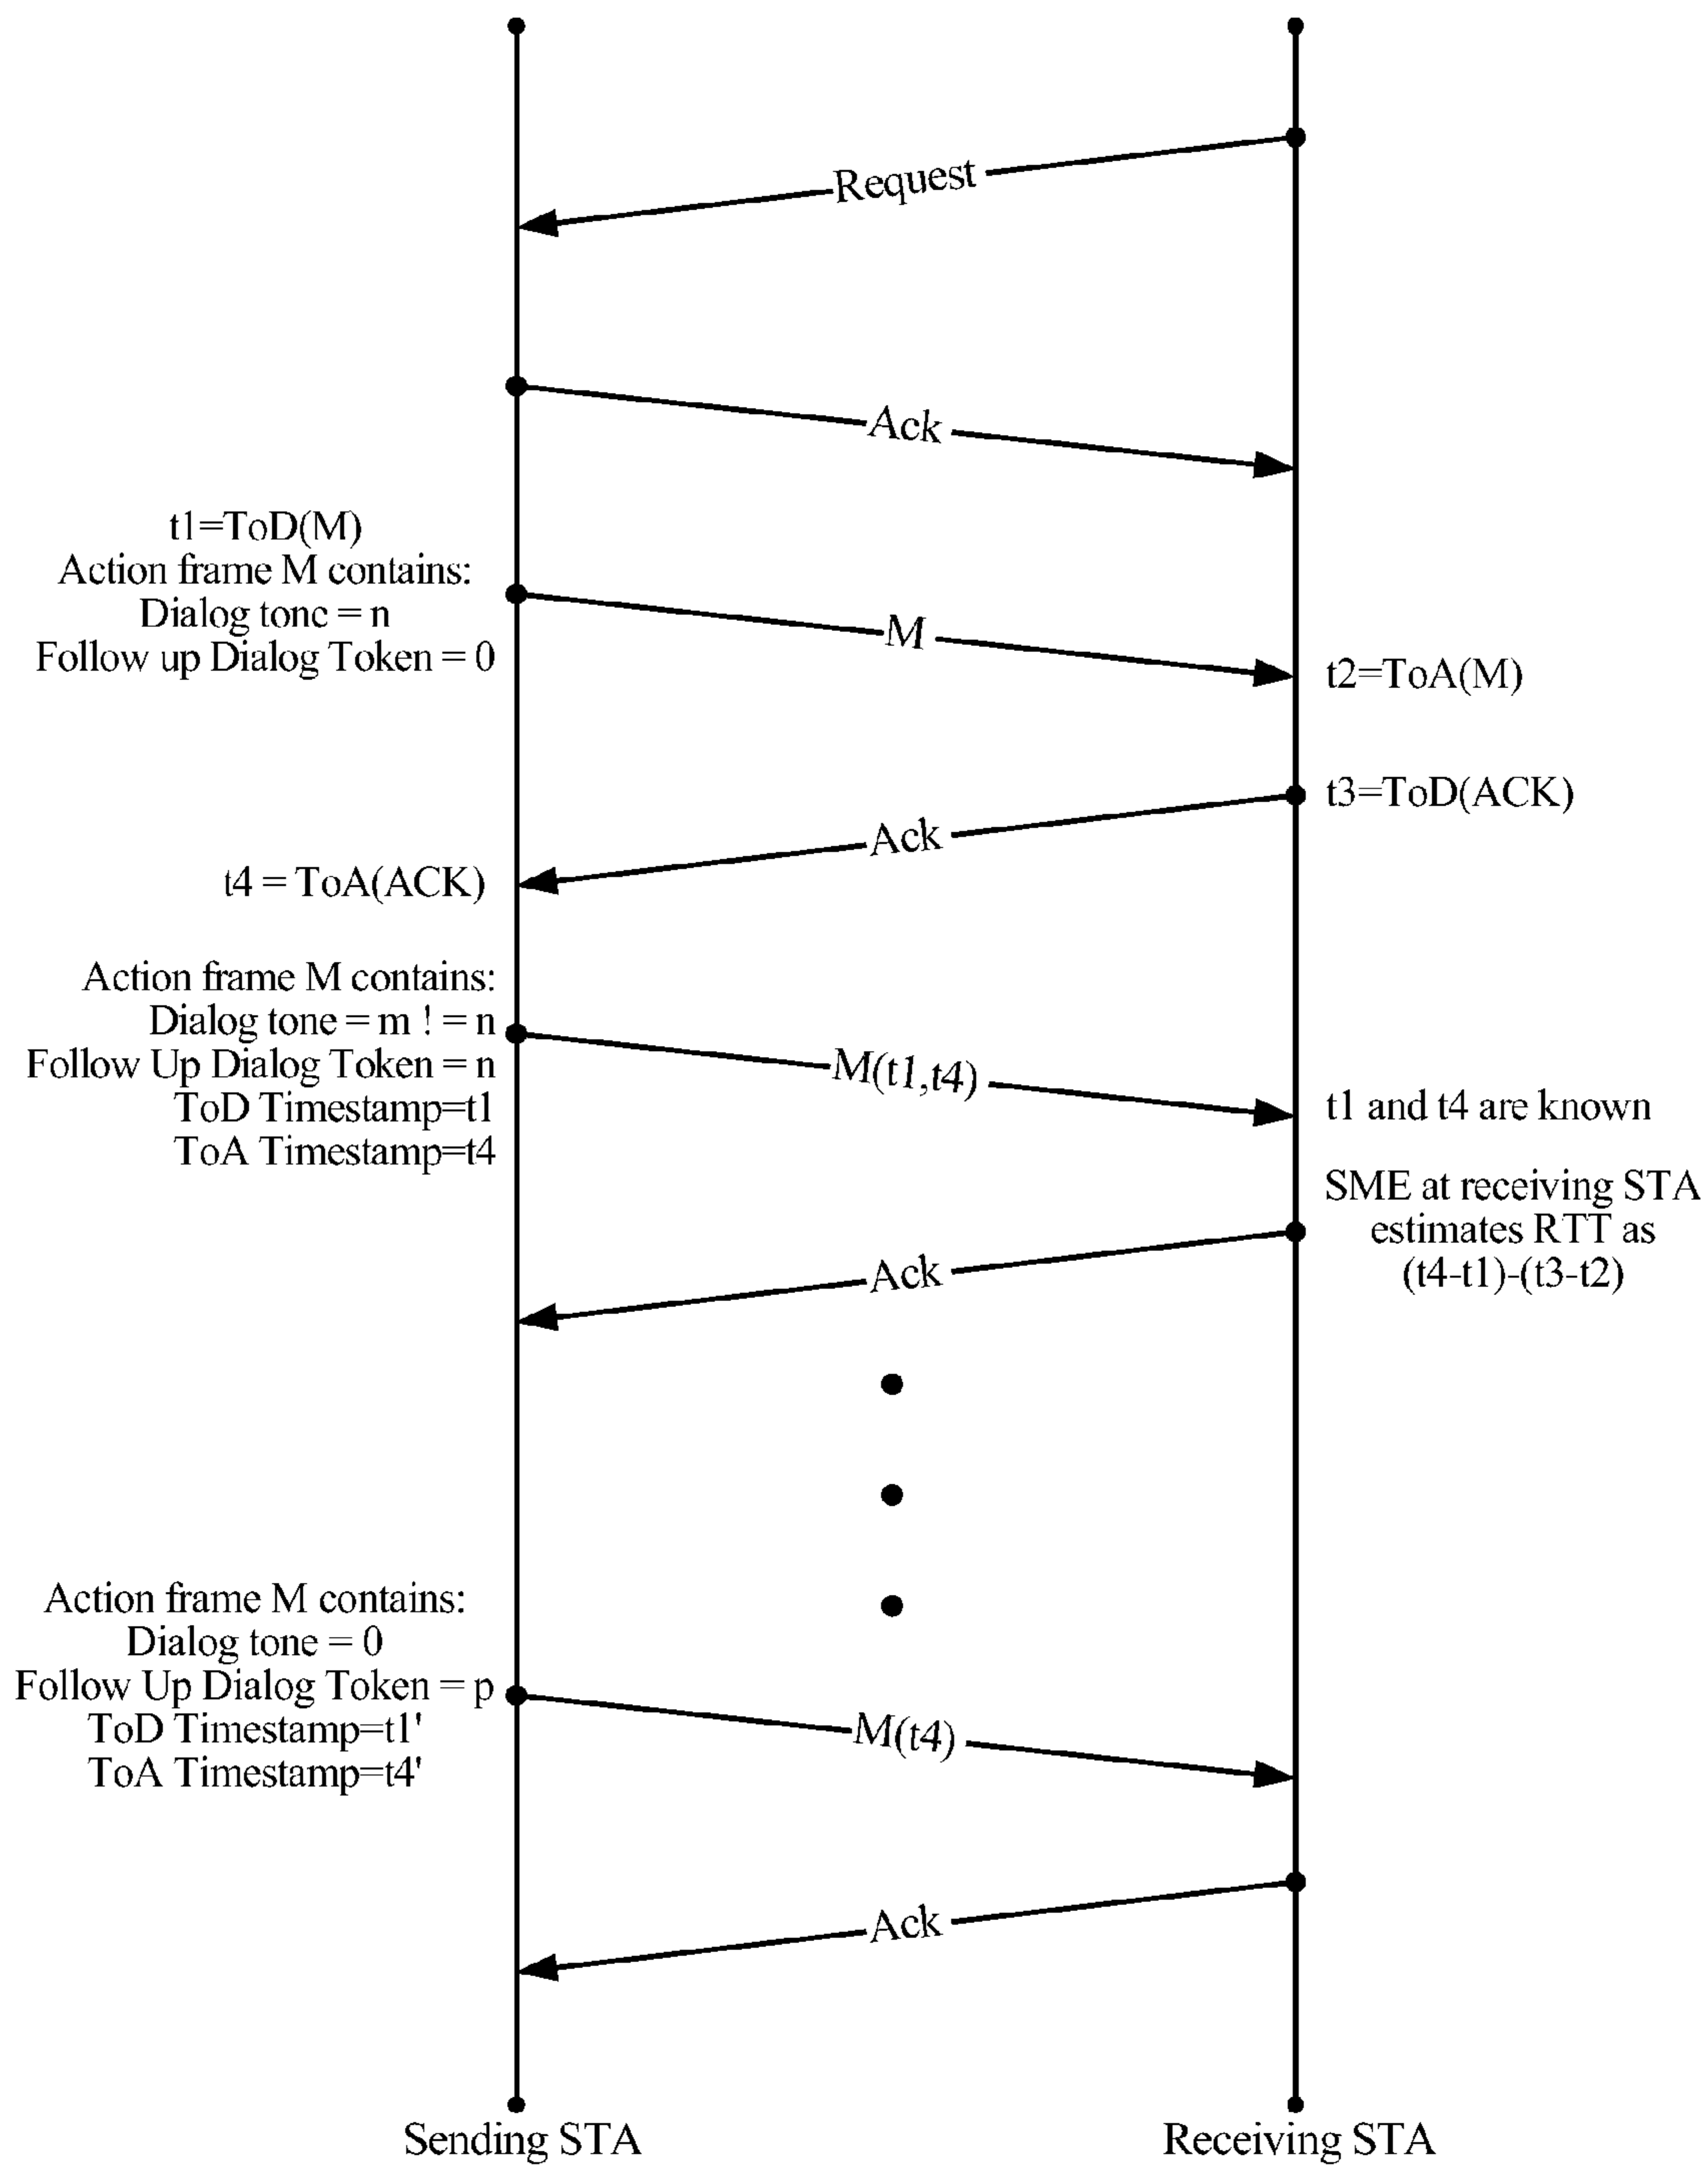 Request
Ack
t1=ToD(M)
Action frame M contains:
Dialog tonc = n
Follow up Dialog Token = 0
M
t2=ToA(M)
t3=ToD(ACK)
Ack
t4 = ToA(ACK)
Action frame M contains:
Dialog tone = m ! = n
Follow Up Dialog Token = n
ToD Timestamp=t1
ToA Timestamp=t4
M(t1,t4)
t1 and t4 are known
SME at receiving STA
estimates RTT as
(t4-t1)-(t3-t2)
Ack
Action frame M contains:
Dialog tone = 0
Follow Up Dialog Token = p
ToD Timestamp=t1'
ToA Timestamp=t4'
M(t4)
Ack
Sending STA
Receiving STA